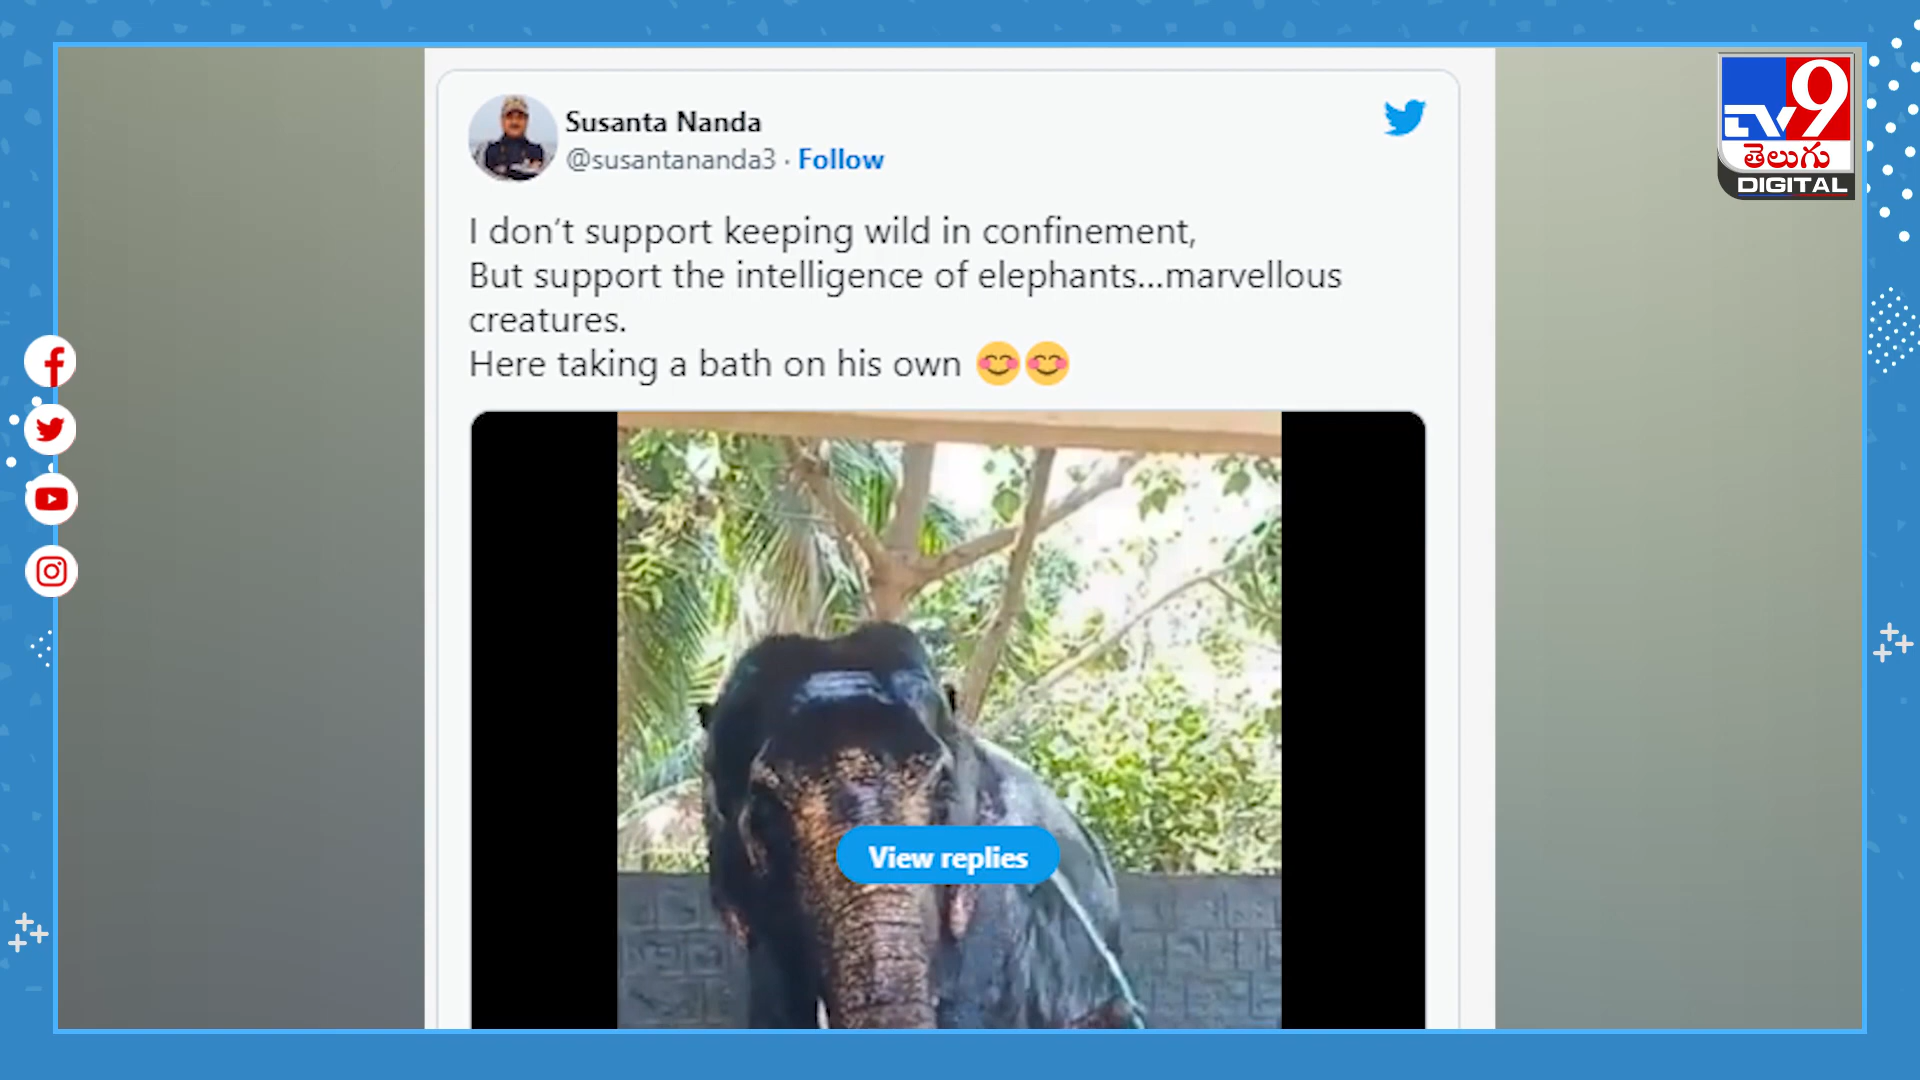 Susanta Nanda
@susantananda3 · Follow
I don’t support keeping wild in confinement,
But support the intelligence of elephants...marvellous
creatures.
Here taking a bath on his own 😊😊
View replies
TV9
తెలుగు
DIGITAL